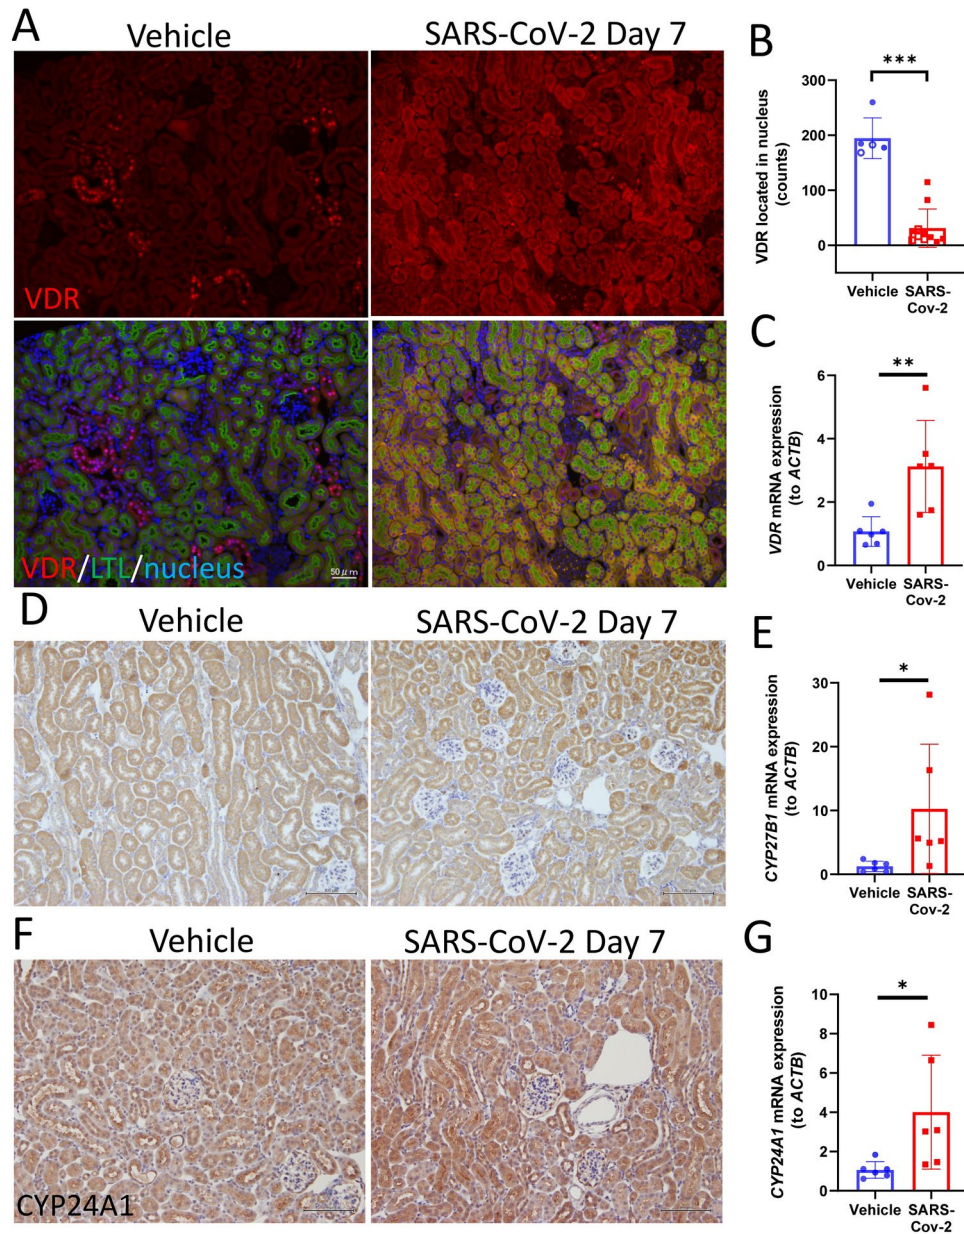 A
Vehicle
SARS-CoV-2 Day 7
VDR
VDR/LTL/nucleus
50μm
B
***
VDR located in nucleus
(counts)
300
200
100
0
Vehicle
SARS-
Cov-2
C
**
VDR mRNA expression
(to ACTB)
6
4
2
0
Vehicle
SARS-
Cov-2
D
Vehicle
SARS-CoV-2 Day 7
E
*
CYP27B1 mRNA expression
(to ACTB)
30
20
10
0
Vehicle
SARS-
Cov-2
F
Vehicle
SARS-CoV-2 Day 7
CYP24A1
G
*
CYP24A1 mRNA expression
(to ACTB)
10
8
6
4
2
0
Vehicle
SARS-
Cov-2